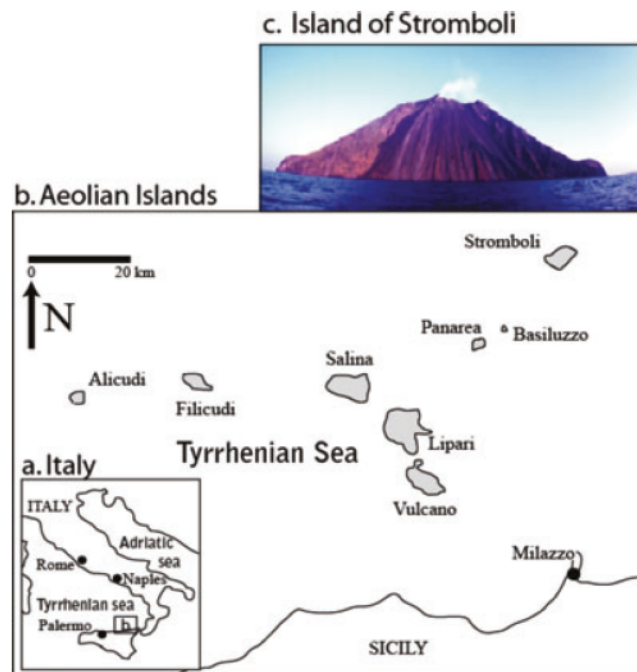 c. Island of Stromboli
b. Aeolian Islands
Stromboli
0 20 km
N
Panarea
Basiluzzo
Salina
Alicudi
Filicudi
Lipari
Tyrrhenian Sea
Vulcano
a. Italy
ITALY
Adriatic
sea
Rome
Naples
Tyrrhenian sea
b.
Palermo
Milazzo
SICILY